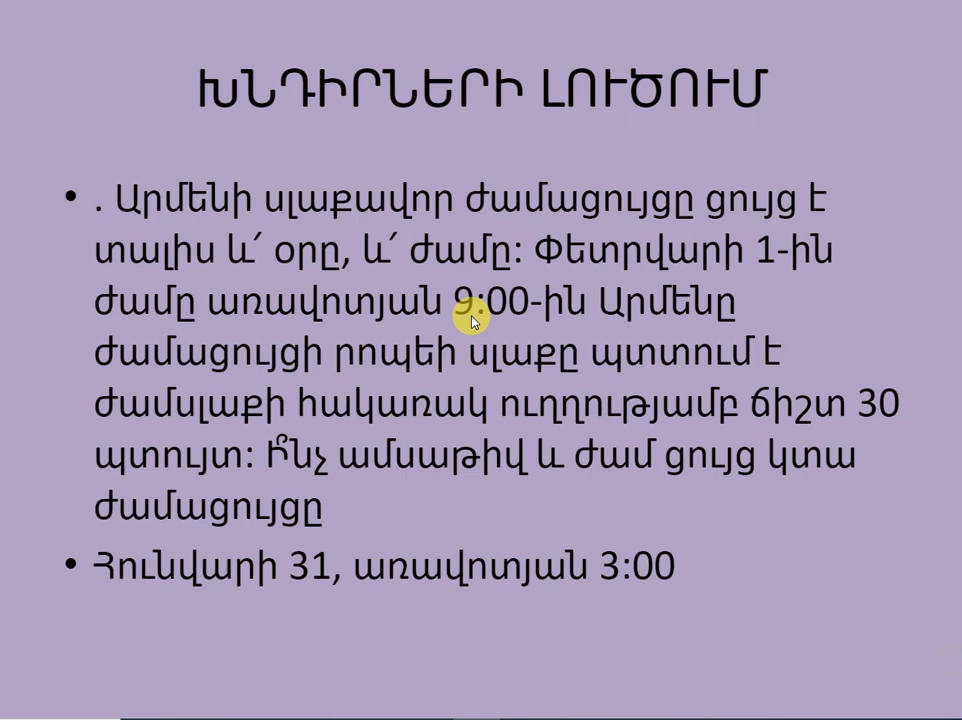 ԽՆԴԻՐՆԵՐԻ ԼՈՒԾՈՒՄ
• . Արմենի սլաքավոր ժամացույցը ցույց է
տալիս և՛ օրը, և՛ ժամը: Փետրվարի 1-ին
ժամը առավոտյան 9:00-ին Արմենը
ժամացույցի րոպեի սլաքը պտտում է
ժամսլաքի հակառակ ուղղությամբ ճիշտ 30
պտույտ: Ի՞նչ ամսաթիվ և ժամ ցույց կտա
ժամացույցը
• Հունվարի 31, առավոտյան 3:00